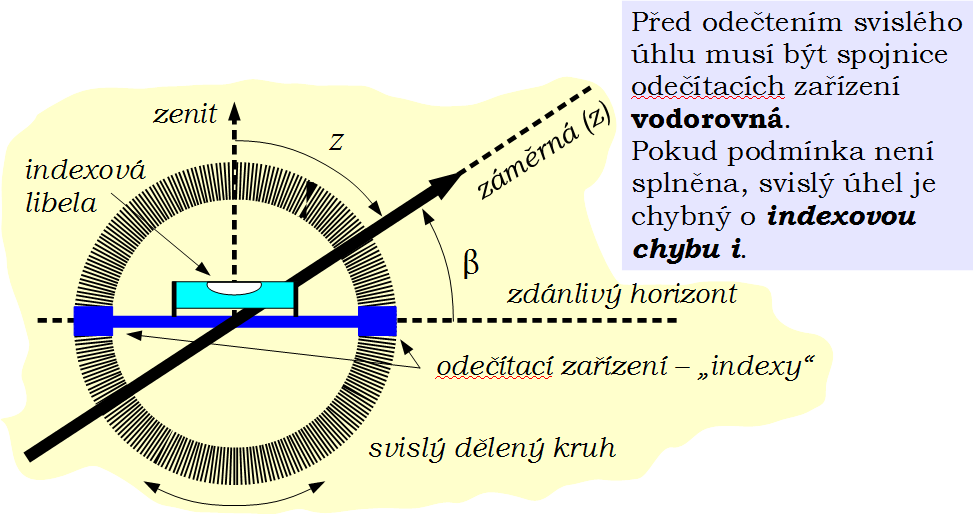 Před odečtením svislého
úhlu musí být spojnice
odečítacích zařízení
vodorovná.
Pokud podmínka není
splněna, svislý úhel je
chybný o indexovou
chybu i.
zenit
z
záměrná (z)
indexová
libela
β
zdánlivý horizont
odečítací zařízení – „indexy“
svislý dělený kruh